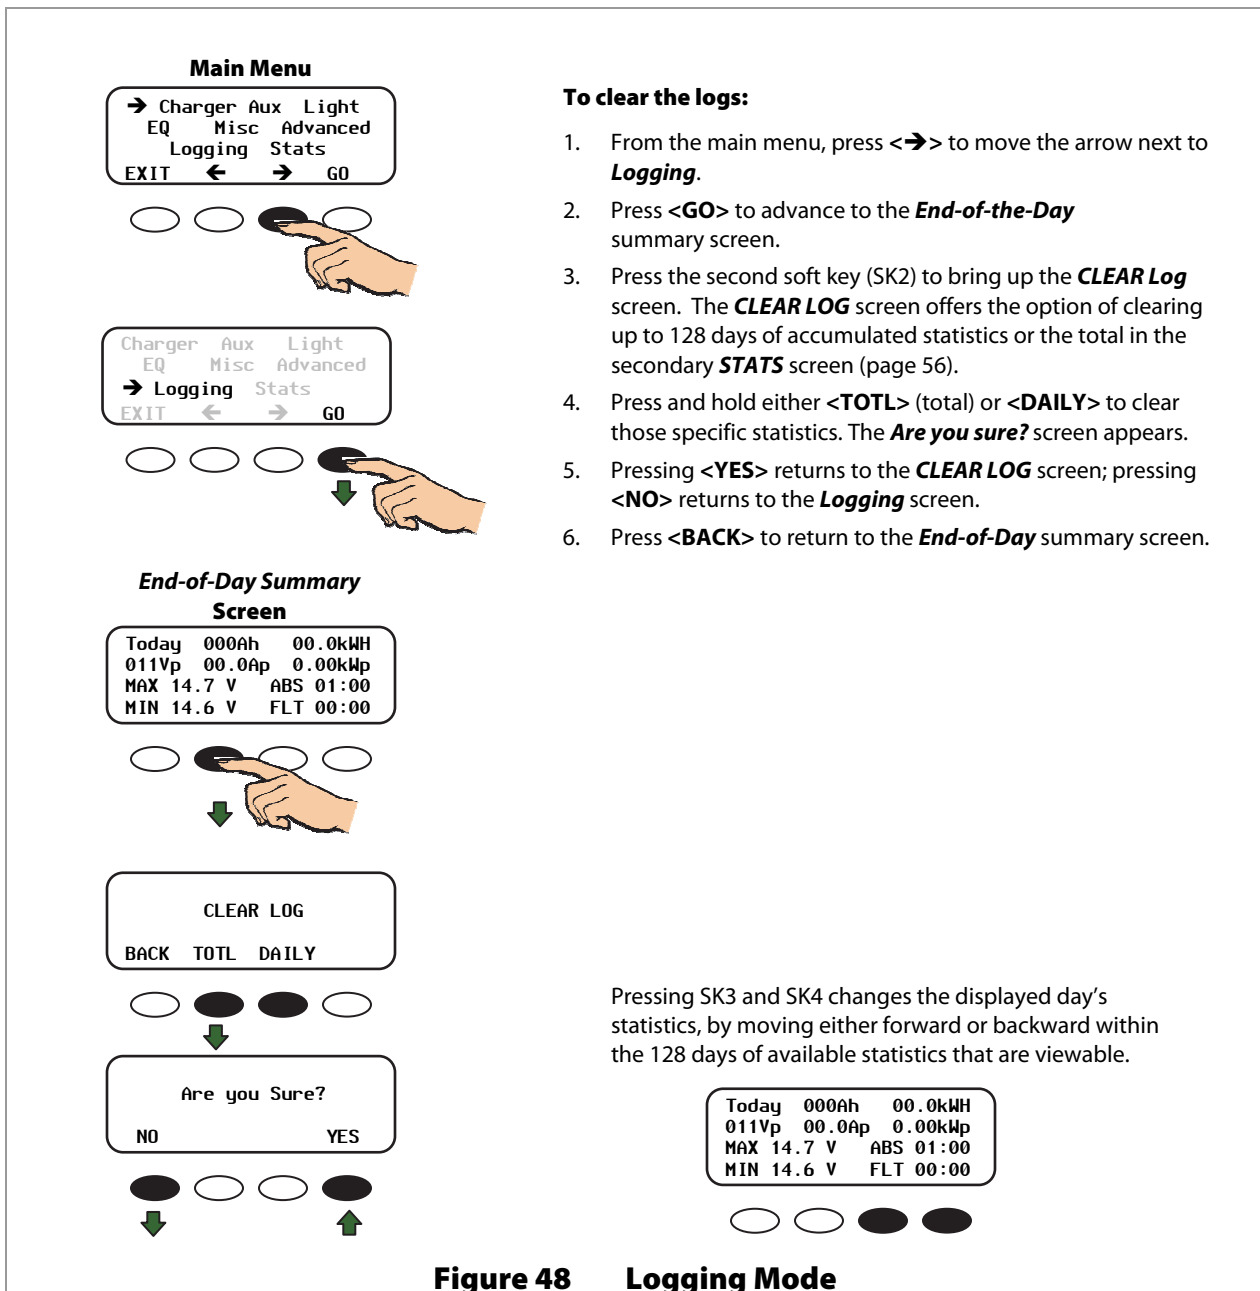 Main Menu
➔ Charger Aux Light
EQ Misc Advanced
Logging Stats
EXIT ← → GO
Charger Aux Light
EQ Misc Advanced
➔ Logging Stats
EXIT ← → GO
End-of-Day Summary
Screen
Today 000Ah 00.0kWH
011Vp 00.0Ap 0.00kWp
MAX 14.7 V ABS 01:00
MIN 14.6 V FLT 00:00
CLEAR LOG
BACK TOTL DAILY
Are you Sure?
NO YES
To clear the logs:
1. From the main menu, press <➔> to move the arrow next to
Logging.
2. Press <GO> to advance to the End-of-the-Day
summary screen.
3. Press the second soft key (SK2) to bring up the CLEAR Log
screen. The CLEAR LOG screen offers the option of clearing
up to 128 days of accumulated statistics or the total in the
secondary STATS screen (page 56).
4. Press and hold either <TOTL> (total) or <DAILY> to clear
those specific statistics. The Are you sure? screen appears.
5. Pressing <YES> returns to the CLEAR LOG screen; pressing
<NO> returns to the Logging screen.
6. Press <BACK> to return to the End-of-Day summary screen.
Pressing SK3 and SK4 changes the displayed day's
statistics, by moving either forward or backward within
the 128 days of available statistics that are viewable.
Today 000Ah 00.0kWH
011Vp 00.0Ap 0.00kWp
MAX 14.7 V ABS 01:00
MIN 14.6 V FLT 00:00
Figure 48 Logging Mode